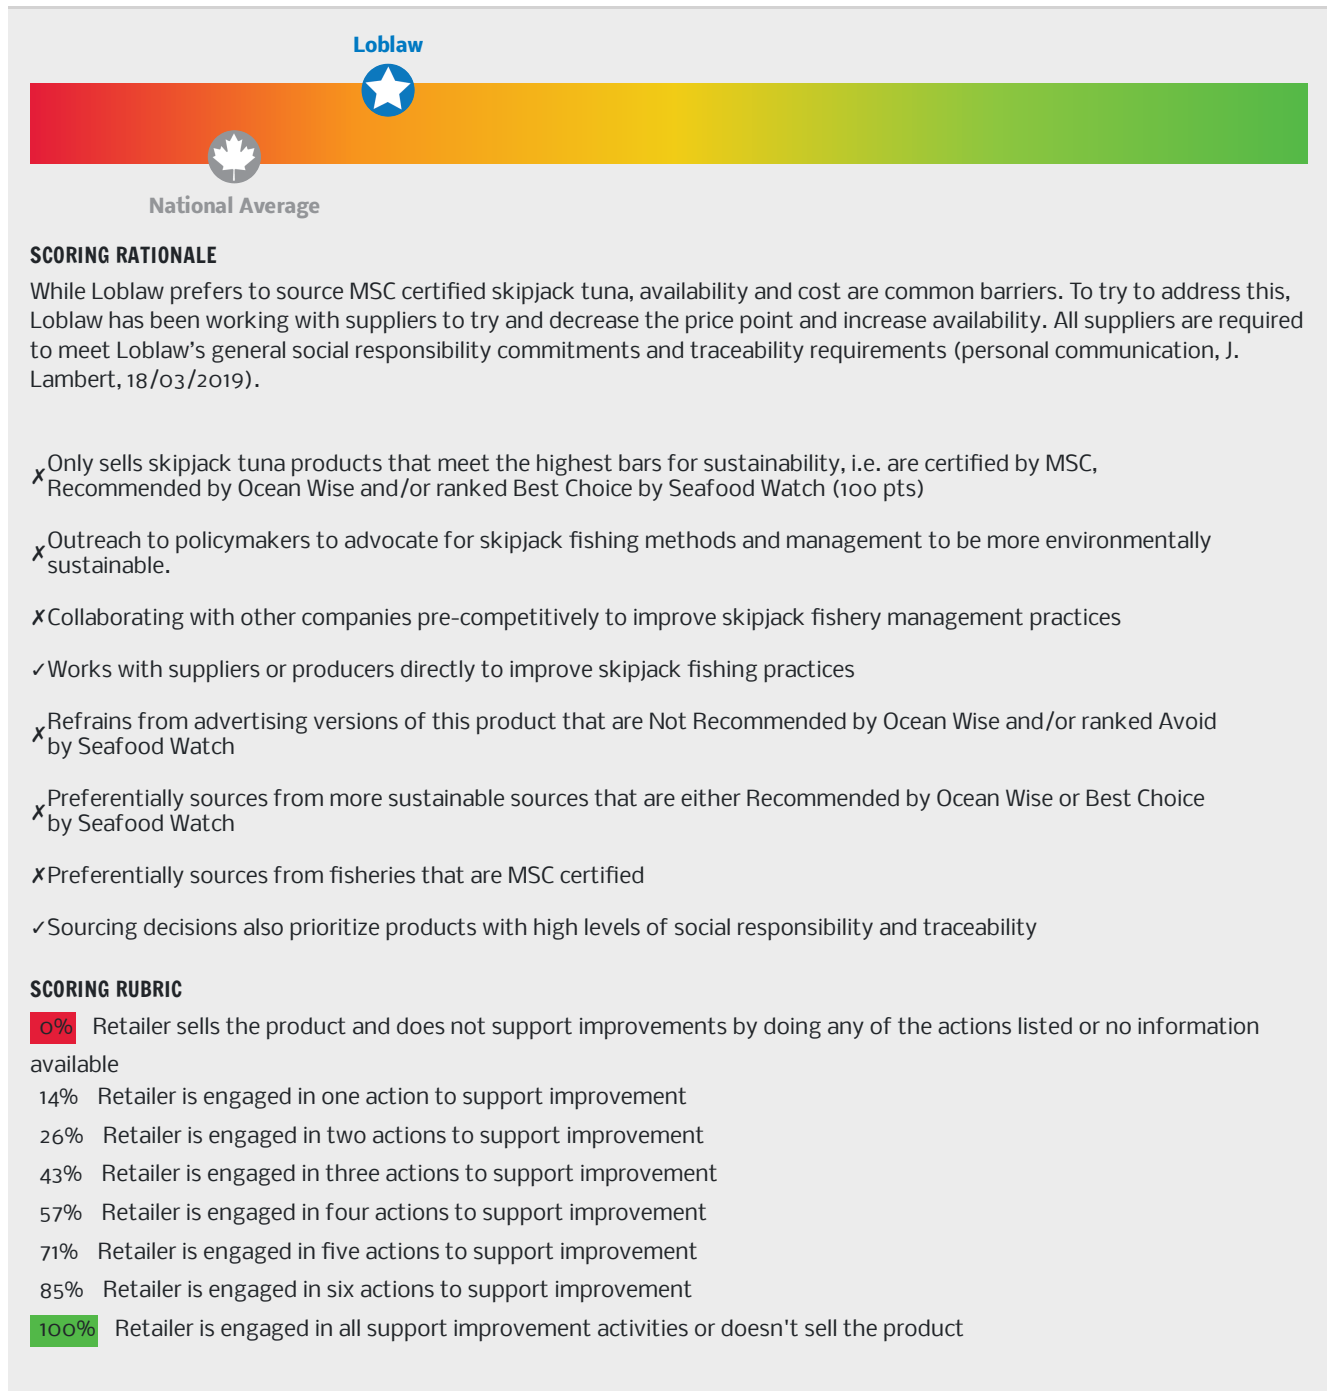 Loblaw
National Average
SCORING RATIONALE
While Loblaw prefers to source MSC certified skipjack tuna, availability and cost are common barriers. To try to address this,
Loblaw has been working with suppliers to try and decrease the price point and increase availability. All suppliers are required
to meet Loblaw’s general social responsibility commitments and traceability requirements (personal communication, J.
Lambert, 18/03/2019).
✗ Only sells skipjack tuna products that meet the highest bars for sustainability, i.e. are certified by MSC,
Recommended by Ocean Wise and/or ranked Best Choice by Seafood Watch (100 pts)
✗ Outreach to policymakers to advocate for skipjack fishing methods and management to be more environmentally
sustainable.
✗ Collaborating with other companies pre-competitively to improve skipjack fishery management practices
✓ Works with suppliers or producers directly to improve skipjack fishing practices
✗ Refrains from advertising versions of this product that are Not Recommended by Ocean Wise and/or ranked Avoid
by Seafood Watch
✗ Preferentially sources from more sustainable sources that are either Recommended by Ocean Wise or Best Choice
by Seafood Watch
✗ Preferentially sources from fisheries that are MSC certified
✓ Sourcing decisions also prioritize products with high levels of social responsibility and traceability
SCORING RUBRIC
0% Retailer sells the product and does not support improvements by doing any of the actions listed or no information
available
14% Retailer is engaged in one action to support improvement
26% Retailer is engaged in two actions to support improvement
43% Retailer is engaged in three actions to support improvement
57% Retailer is engaged in four actions to support improvement
71% Retailer is engaged in five actions to support improvement
85% Retailer is engaged in six actions to support improvement
100% Retailer is engaged in all support improvement activities or doesn't sell the product